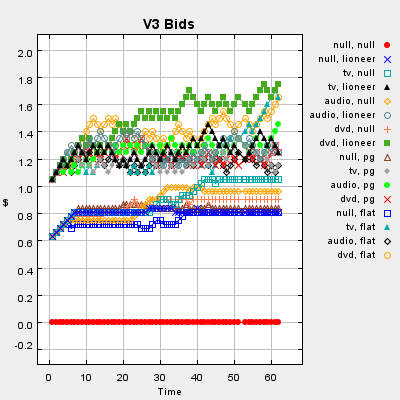 V3 Bids
2.0
1.8
1.6
1.4
1.2
1.0
0.8
0.6
0.4
0.2
0.0
-0.2
$
0 10 20 30 40 50 60
Time
null, null
null, lioneer
tv, null
tv, lioneer
audio, null
audio, lioneer
dvd, null
dvd, lioneer
null, pg
tv, pg
audio, pg
dvd, pg
null, flat
tv, flat
audio, flat
dvd, flat